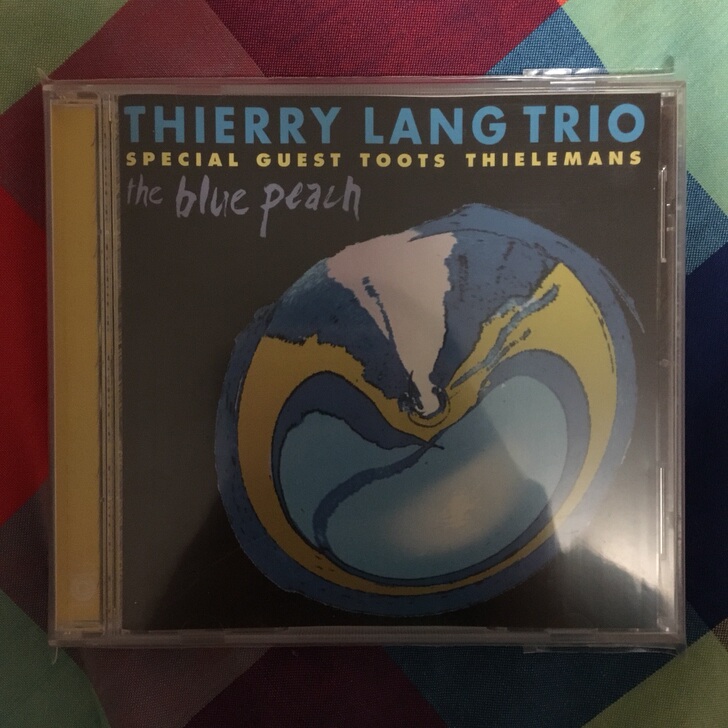 THIERRY LANG TRIO
SPECIAL GUEST TOOTS THIELEMANS
the blue peach